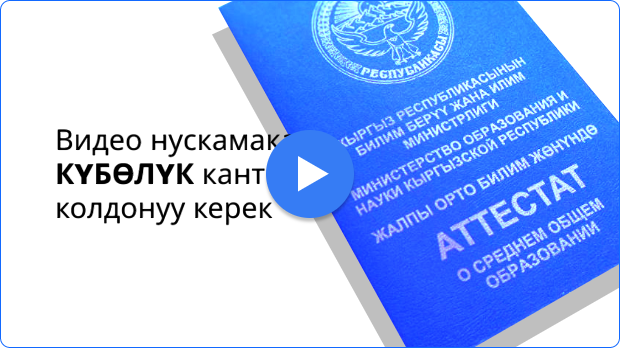 Видео нускамака
КҮБӨЛҮК кант
колдонуу керек
РЕСПУБЛИКАСЫ
КЫРГЫЗ РЕСПУБЛИКАСЫНЫН
БИЛИМ БЕРҮҮ ЖАНА ИЛИМ
МИНИСТРЛИГИ
МИНИСТЕРСТВО ОБРАЗОВАНИЯ И
НАУКИ КЫРГЫЗСКОЙ РЕСПУБЛИКИ
ЖАЛПЫ ОРТО БИЛИМ ЖӨНҮНДӨ
АТТЕСТАТ
О СРЕДНЕМ ОБЩЕМ
ОБРАЗОВАНИИ